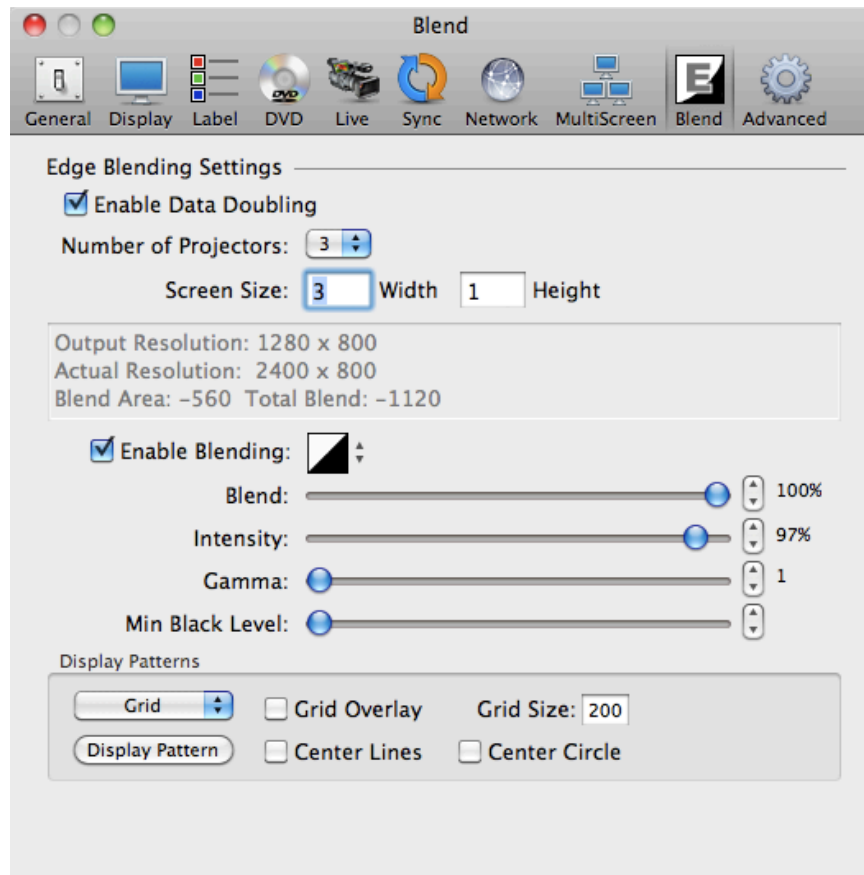 Blend
General Display Label DVD Live Sync Network MultiScreen Blend Advanced
Edge Blending Settings
Enable Data Doubling
Number of Projectors: 3
Screen Size: 3 Width 1 Height
Output Resolution: 1280 x 800
Actual Resolution: 2400 x 800
Blend Area: -560 Total Blend: -1120
Enable Blending:
Blend: 100%
Intensity: 97%
Gamma: 1
Min Black Level:
Display Patterns
Grid Grid Overlay Grid Size: 200
Display Pattern Center Lines Center Circle